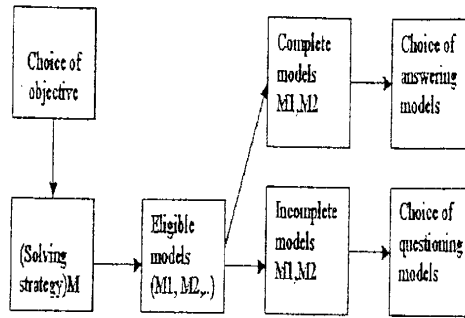 Choice of
objective
Complete
models
M1,M2
Choice of
answering
models
(Solving
strategy)M
Eligible
models
(M1, M2,..)
Incomplete
models
M1,M2
Choice of
questioning
models